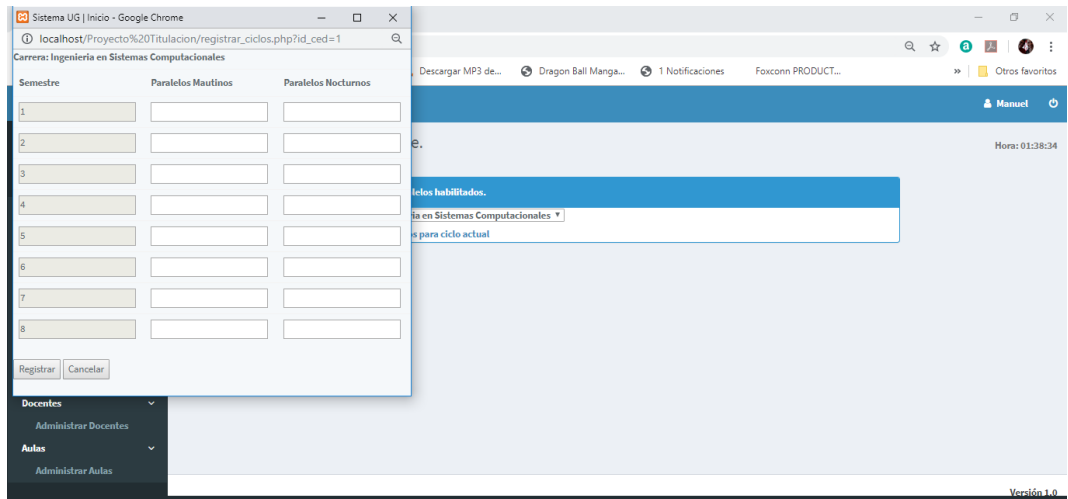 Sistema UG | Inicio - Google Chrome
localhost/Proyecto%20Titulacion/registrar_ciclos.php?id_ced=1
Carrera: Ingenieria en Sistemas Computacionales
Semestre Paralelos Mautinos Paralelos Nocturnos
1
2
3
4
5
6
7
8
Registrar Cancelar
Descargar MP3 de... Dragon Ball Manga... 1 Notificaciones Foxconn PRODUCT... » Otros favoritos
Manuel
e.
Hora: 01:38:34
lelos habilitados.
ia en Sistemas Computacionales
os para ciclo actual
Docentes
Administrar Docentes
Aulas
Administrar Aulas
Versión 1.0